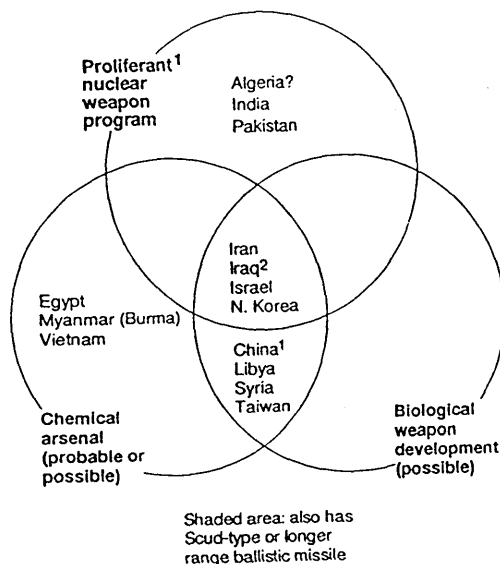 Proliferant¹
nuclear
weapon
program
Algeria?
India
Pakistan
Iran
Iraq²
Israel
N. Korea
Egypt
Myanmar (Burma)
Vietnam
China¹
Libya
Syria
Taiwan
Chemical
arsenal
(probable or
possible)
Biological
weapon
development
(possible)
Shaded area: also has
Scud-type or longer
range ballistic missile